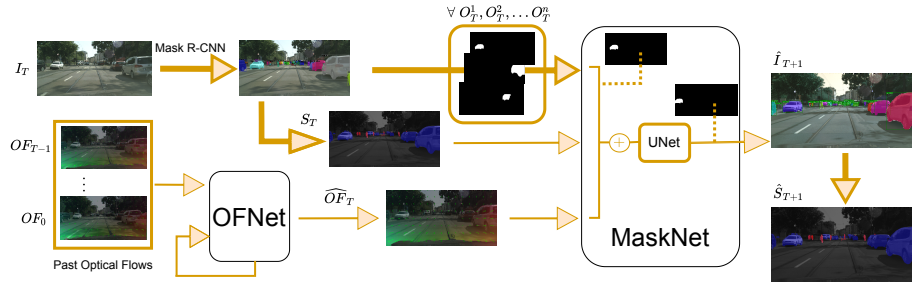 ∀ O_T^1, O_T^2, … O_T^n
I_T
Mask R-CNN
Î_{T+1}
S_T
OF_{T−1}
⋮
OF_0
OFNet
\widehat{OF}_T
+
UNet
MaskNet
Ŝ_{T+1}
Past Optical Flows